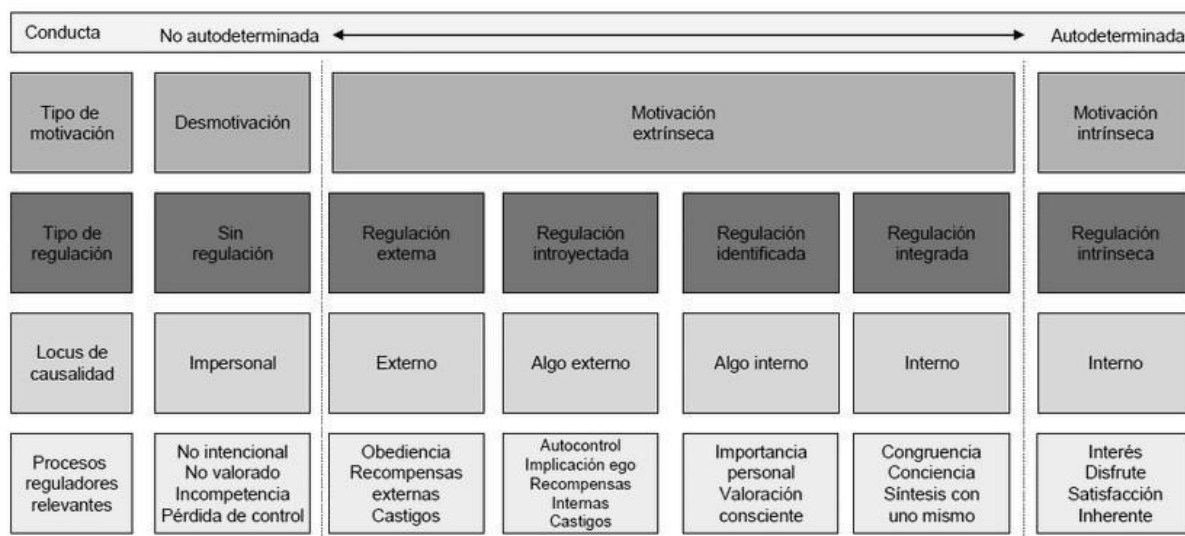 Conducta No autodeterminada Autodeterminada
Tipo de
motivación
Desmotivación
Motivación
extrínseca
Motivación
intrínseca
Tipo de
regulación
Sin
regulación
Regulación
externa
Regulación
introyectada
Regulación
identificada
Regulación
integrada
Regulación
intrínseca
Locus de
causalidad
Impersonal
Externo
Algo externo
Algo interno
Interno
Interno
Procesos
reguladores
relevantes
No intencional
No valorado
Incompetencia
Pérdida de control
Obediencia
Recompensas
externas
Castigos
Autocontrol
Implicación ego
Recompensas
Internas
Castigos
Importancia
personal
Valoración
consciente
Congruencia
Conciencia
Síntesis con
uno mismo
Interés
Disfrute
Satisfacción
Inherente